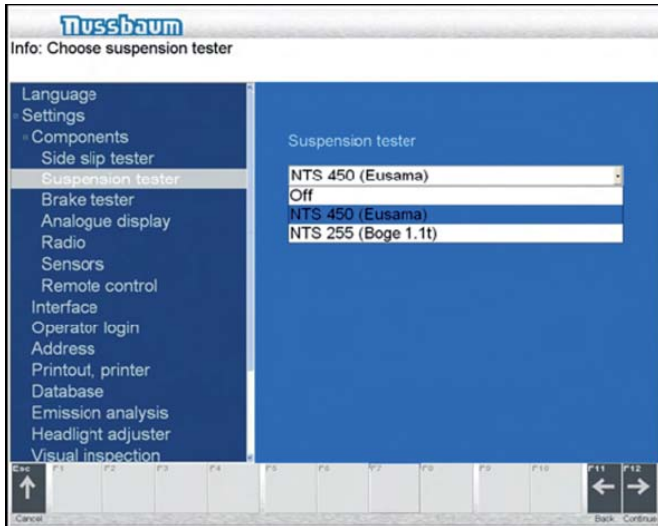 nussbaum
Info: Choose suspension tester
Language
Settings
Components
Side slip tester
Suspension tester
Brake tester
Analogue display
Radio
Sensors
Remote control
Interface
Operator login
Address
Printout, printer
Database
Emission analysis
Headlight adjuster
Visual inspection
Suspension tester
NTS 450 (Eusama)
Off
NTS 450 (Eusama)
NTS 255 (Boge 1.1t)
Esc F1 F2 F3 F4 F5 F6 F7 F8 F9 F10 F11 F12
Cancel Back Continue